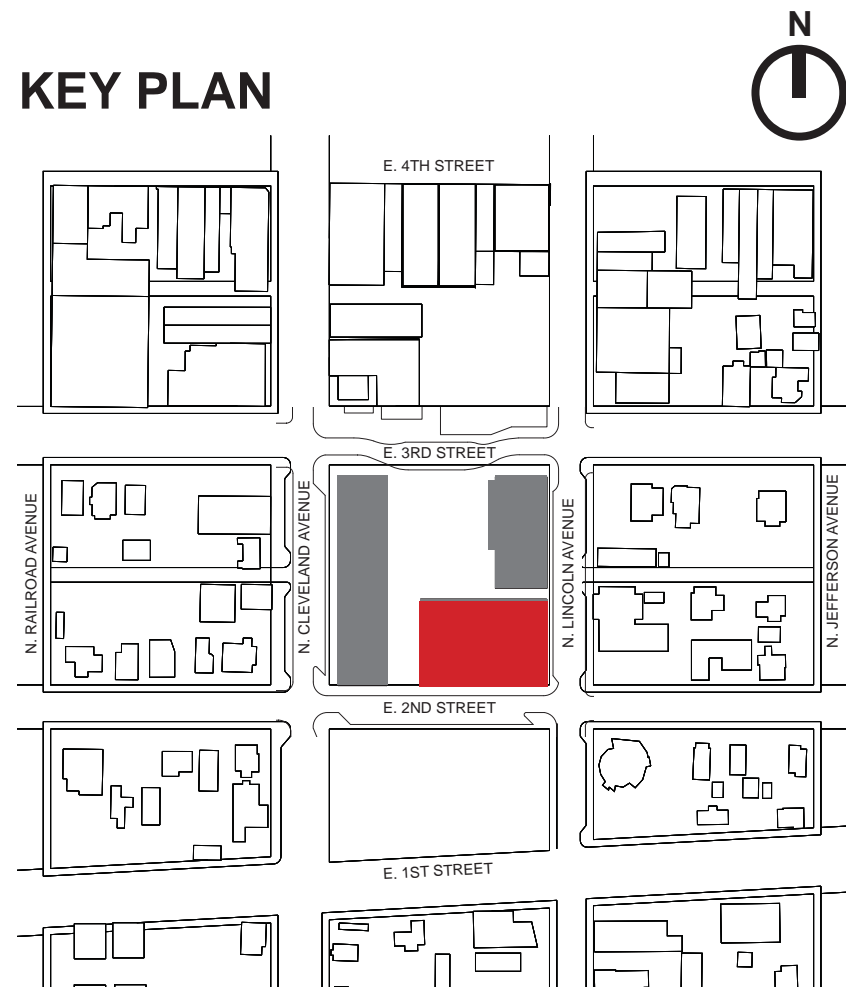 N
KEY PLAN
E. 4TH STREET
E. 3RD STREET
N. RAILROAD AVENUE
N. CLEVELAND AVENUE
N. LINCOLN AVENUE
N. JEFFERSON AVENUE
E. 2ND STREET
E. 1ST STREET